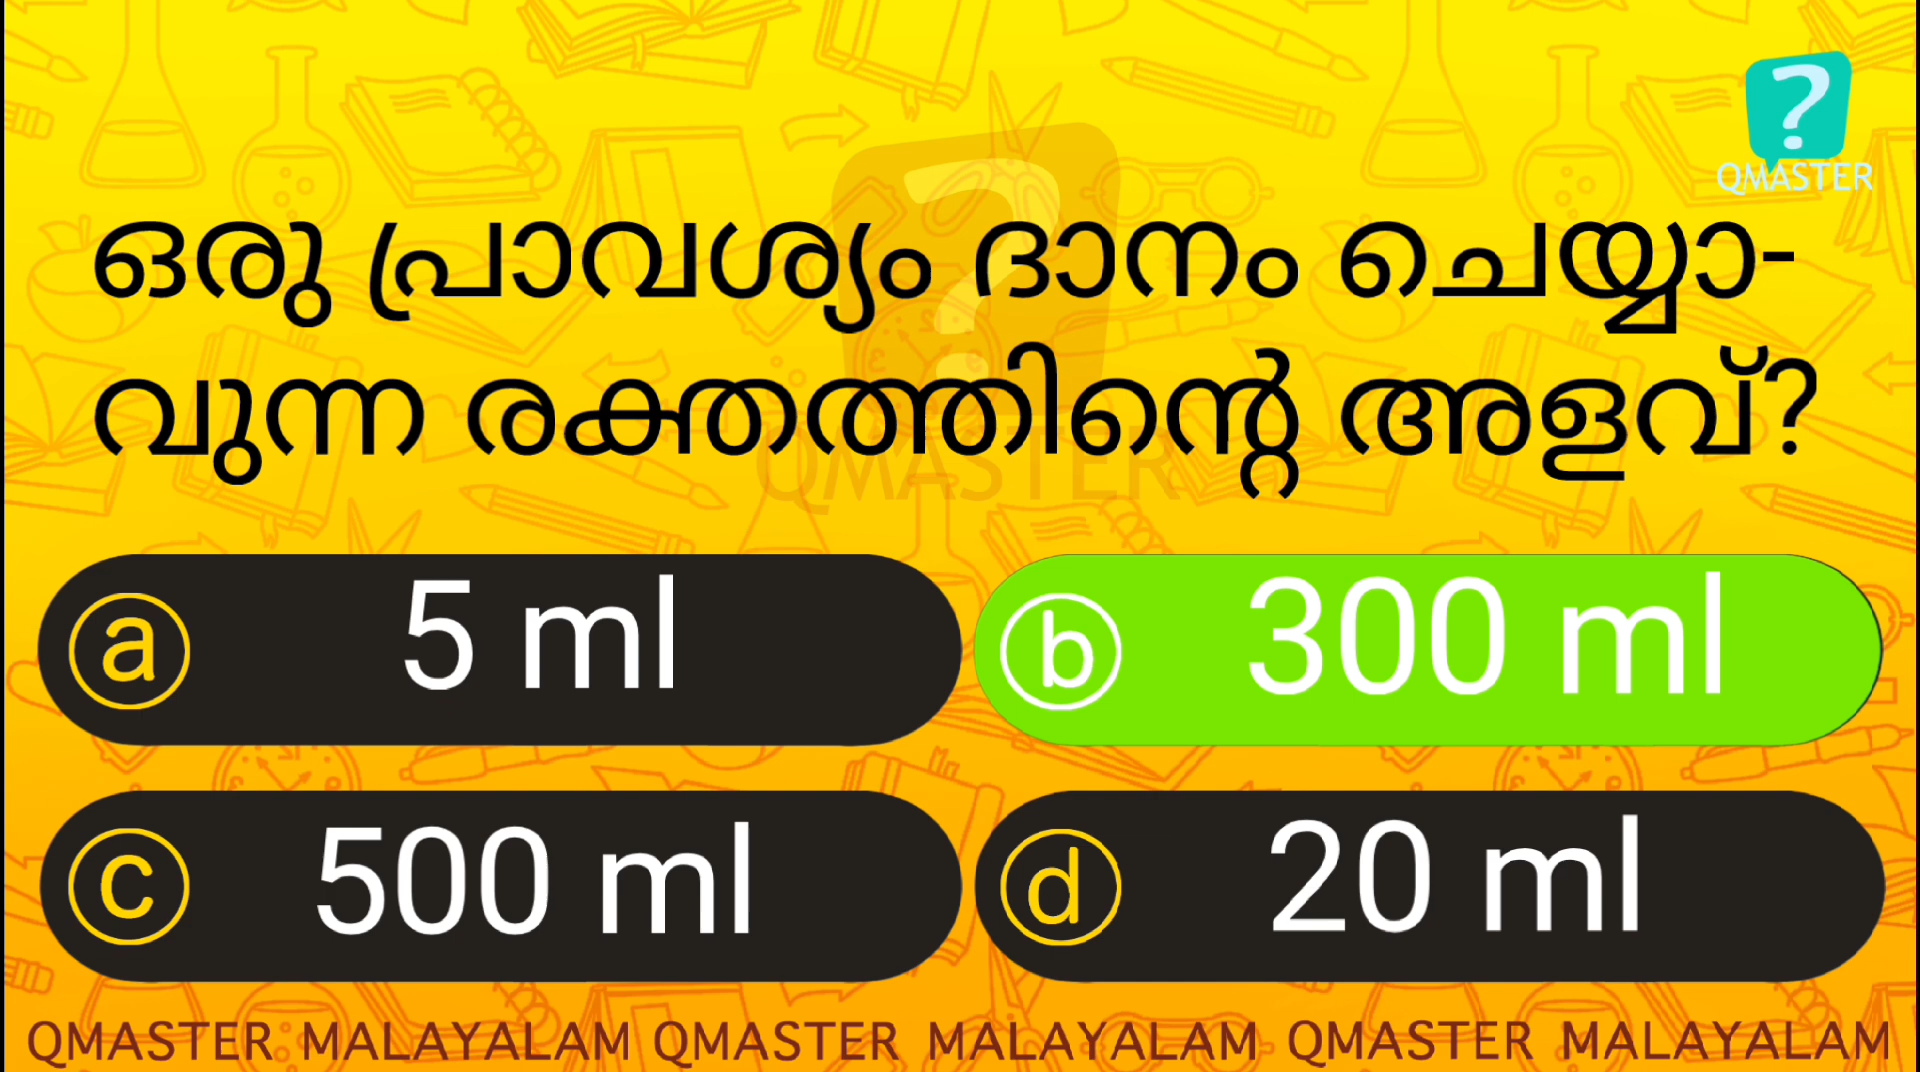 QMASTER
ഒരു പ്രാവശ്യം ദാനം ചെയ്യാ-
വുന്ന രക്തത്തിന്റെ അളവ്?
QMASTER
a 5 ml
b 300 ml
c 500 ml
d 20 ml
QMASTER MALAYALAM QMASTER MALAYALAM QMASTER MALAYALAM